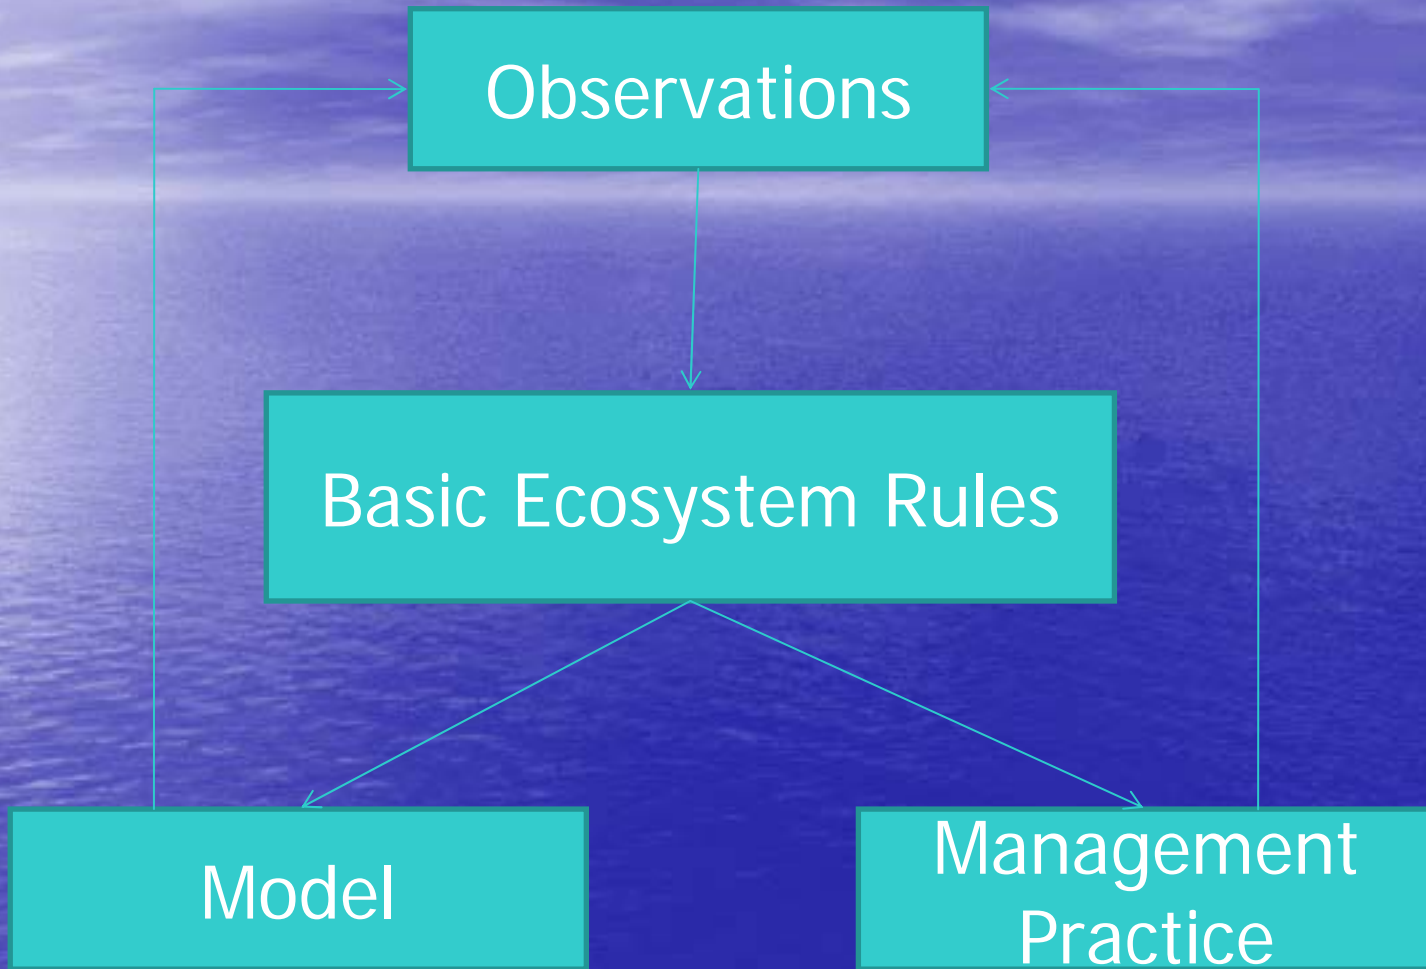 Observations
Basic Ecosystem Rules
Model
Management
Practice